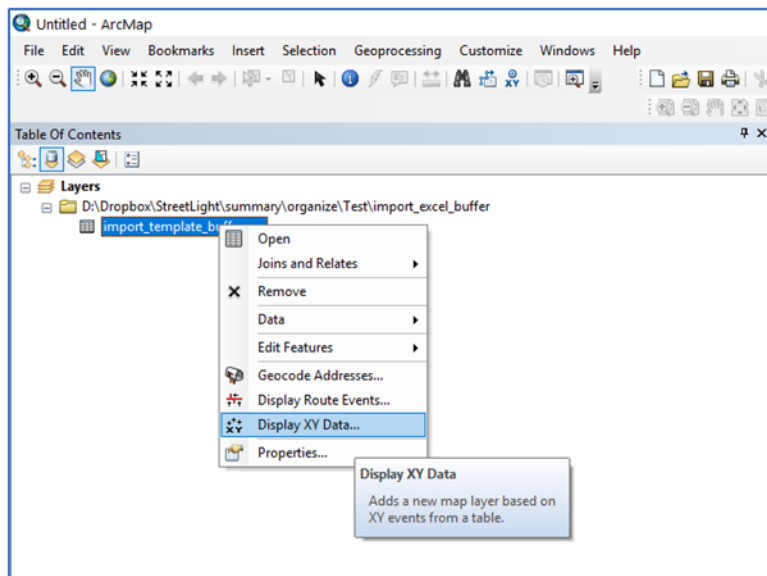 Untitled - ArcMap
File Edit View Bookmarks Insert Selection Geoprocessing Customize Windows Help
Table Of Contents
Layers
D:\Dropbox\StreetLight\summary\organize\Test\import_excel_buffer
import_template_buff
Open
Joins and Relates
Remove
Data
Edit Features
Geocode Addresses...
Display Route Events...
Display XY Data...
Properties...
Display XY Data
Adds a new map layer based on
XY events from a table.